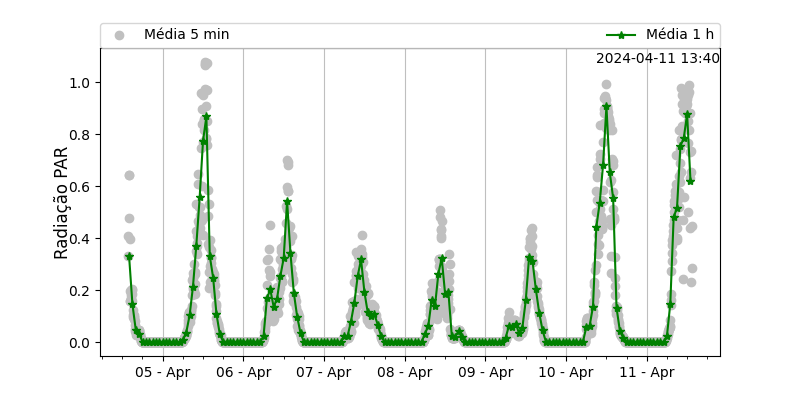 Média 5 min
Média 1 h
2024-04-11 13:40
Radiação PAR
1.0
0.8
0.6
0.4
0.2
0.0
05 - Apr
06 - Apr
07 - Apr
08 - Apr
09 - Apr
10 - Apr
11 - Apr